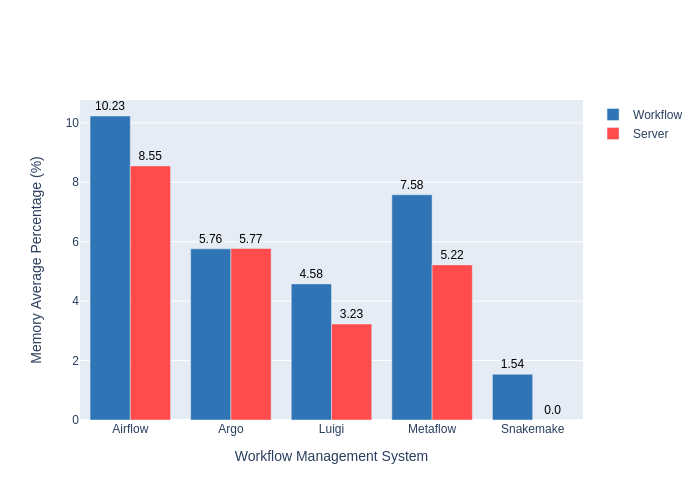 10.23
8.55
5.76
5.77
4.58
3.23
7.58
5.22
1.54
0.0
Workflow
Server
Memory Average Percentage (%)
10
8
6
4
2
0
Airflow
Argo
Luigi
Metaflow
Snakemake
Workflow Management System